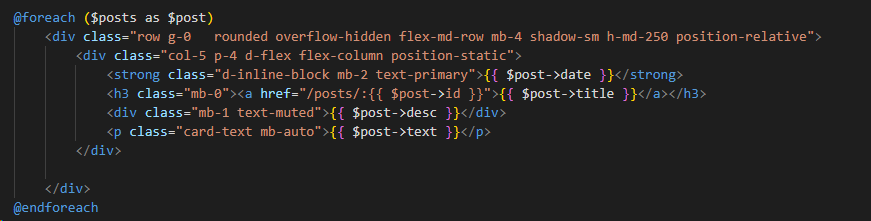 @foreach ($posts as $post)
    <div class="row g-0   rounded overflow-hidden flex-md-row mb-4 shadow-sm h-md-250 position-relative">
        <div class="col-5 p-4 d-flex flex-column position-static">
            <strong class="d-inline-block mb-2 text-primary">{{ $post->date }}</strong>
            <h3 class="mb-0"><a href="/posts/:{{ $post->id }}">{{ $post->title }}</a></h3>
            <div class="mb-1 text-muted">{{ $post->desc }}</div>
            <p class="card-text mb-auto">{{ $post->text }}</p>
        </div>
    </div>
@endforeach